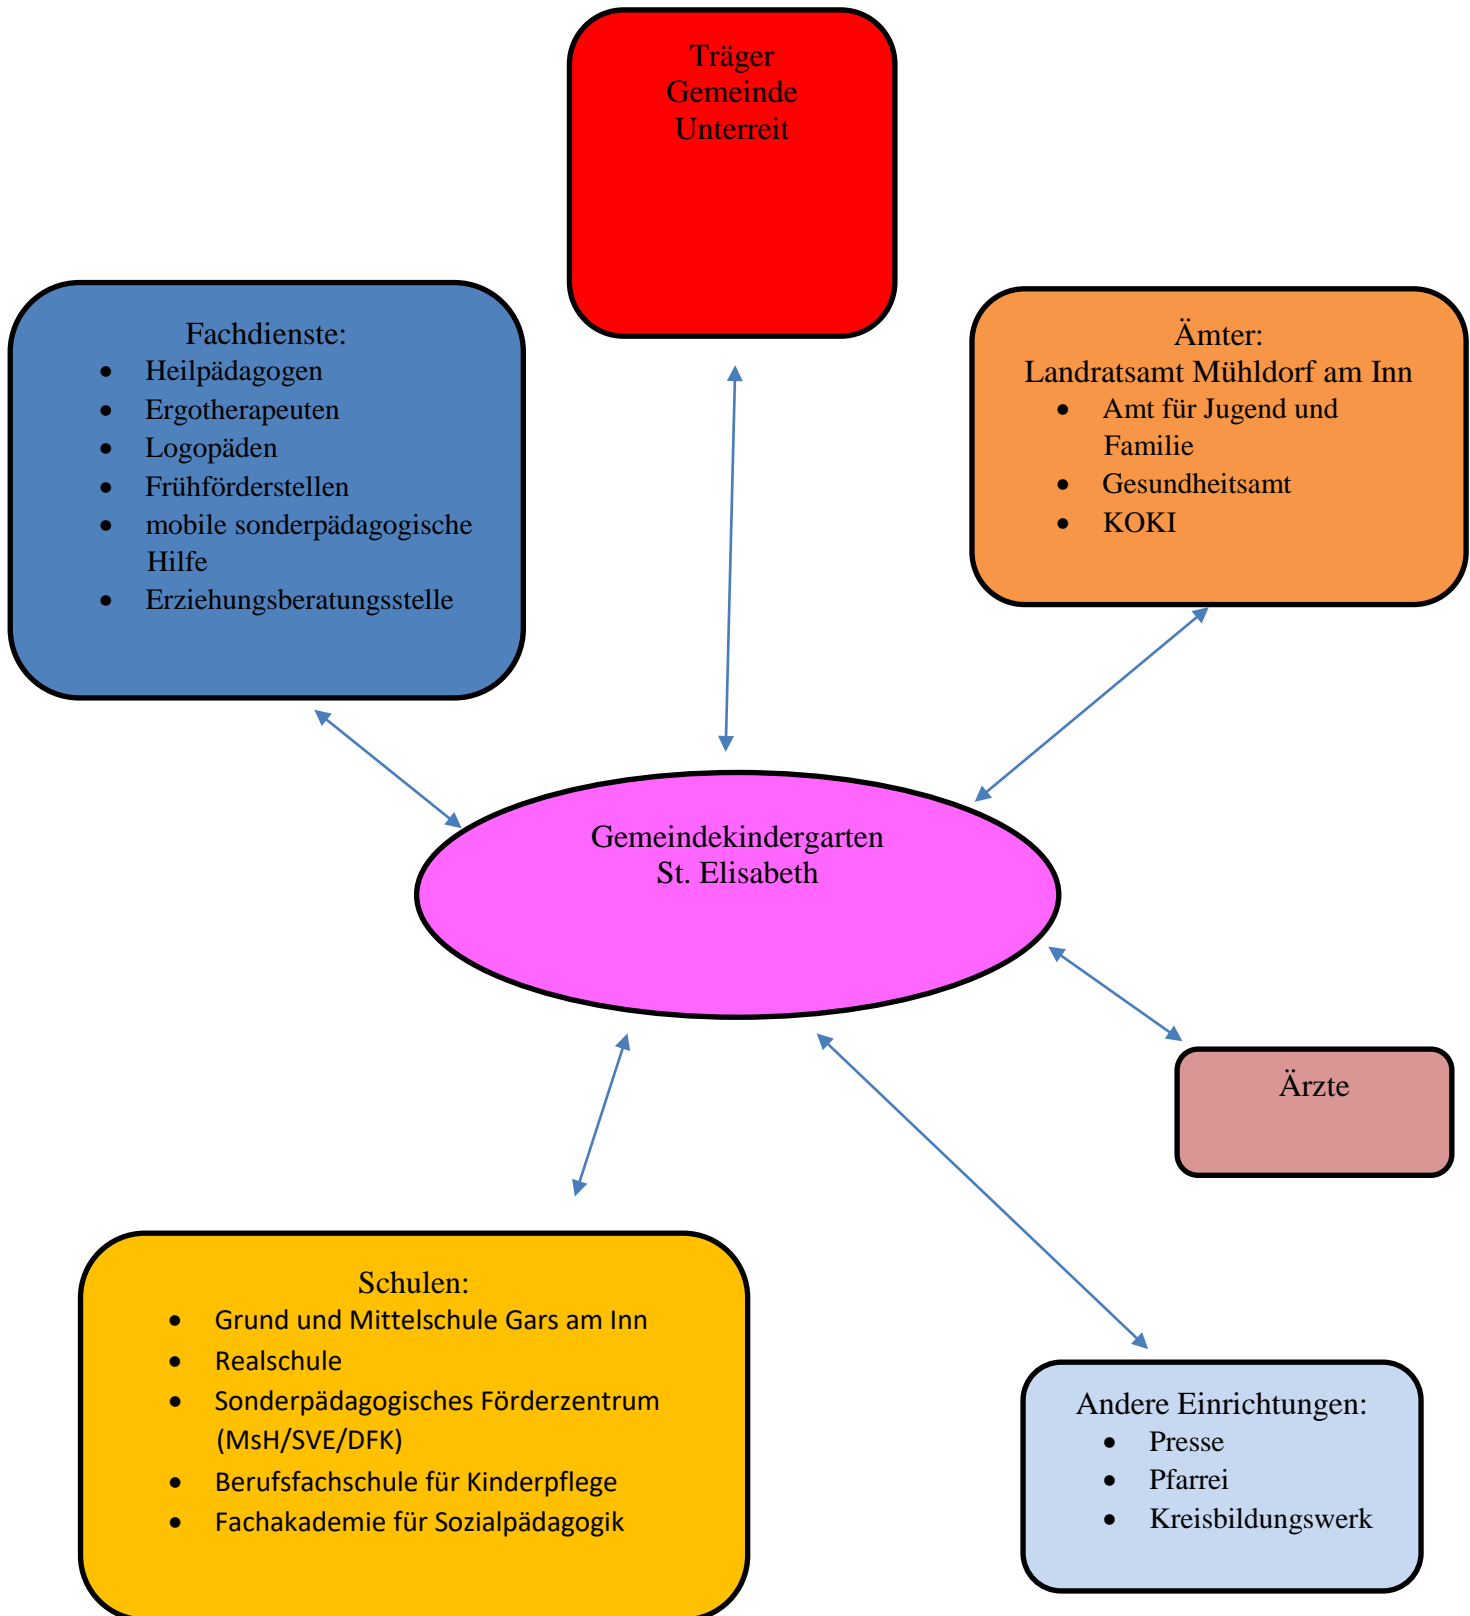 Träger
Gemeinde
Unterreit
Fachdienste:
• Heilpädagogen
• Ergotherapeuten
• Logopäden
• Frühförderstellen
• mobile sonderpädagogische
Hilfe
• Erziehungsberatungsstelle
Ämter:
Landratsamt Mühldorf am Inn
• Amt für Jugend und
Familie
• Gesundheitsamt
• KOKI
Gemeindekindergarten
St. Elisabeth
Ärzte
Schulen:
• Grund und Mittelschule Gars am Inn
• Realschule
• Sonderpädagogisches Förderzentrum
(MsH/SVE/DFK)
• Berufsfachschule für Kinderpflege
• Fachakademie für Sozialpädagogik
Andere Einrichtungen:
• Presse
• Pfarrei
• Kreisbildungswerk